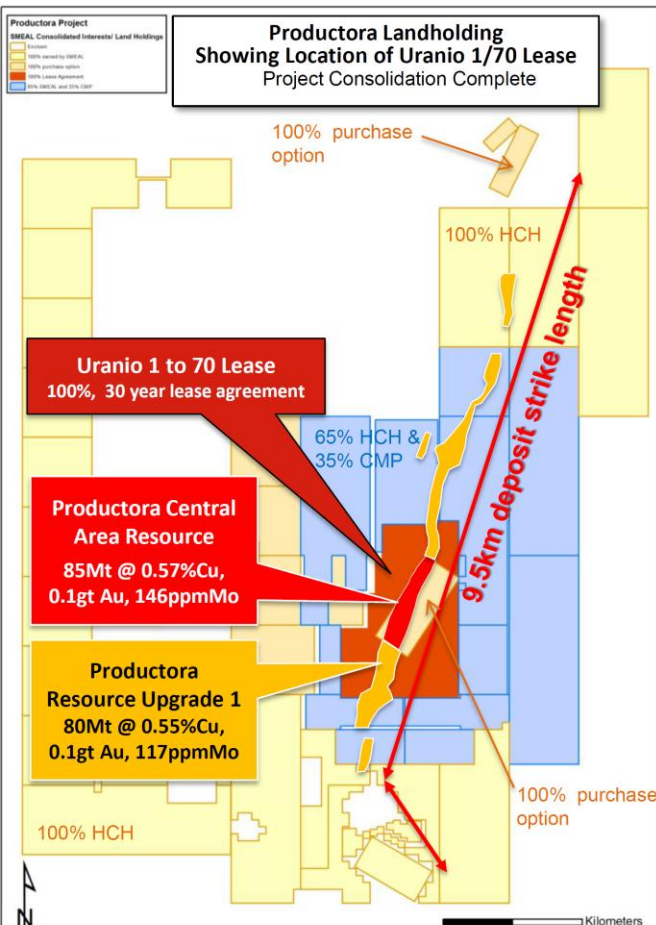 Productora Project
SMEAL Consolidated Interests/ Land Holdings
100% owned by SMEAL
100% purchase option
100% Lease Agreement
65% SMEAL and 35% CMP
Productora Landholding
Showing Location of Uranio 1/70 Lease
Project Consolidation Complete
100% purchase
option
100% HCH
9.5km deposit strike length
Uranio 1 to 70 Lease
100%, 30 year lease agreement
65% HCH &
35% CMP
Productora Central
Area Resource
85Mt @ 0.57%Cu,
0.1gt Au, 146ppmMo
Productora
Resource Upgrade 1
80Mt @ 0.55%Cu,
0.1gt Au, 117ppmMo
100% purchase
option
100% HCH
N
Kilometers